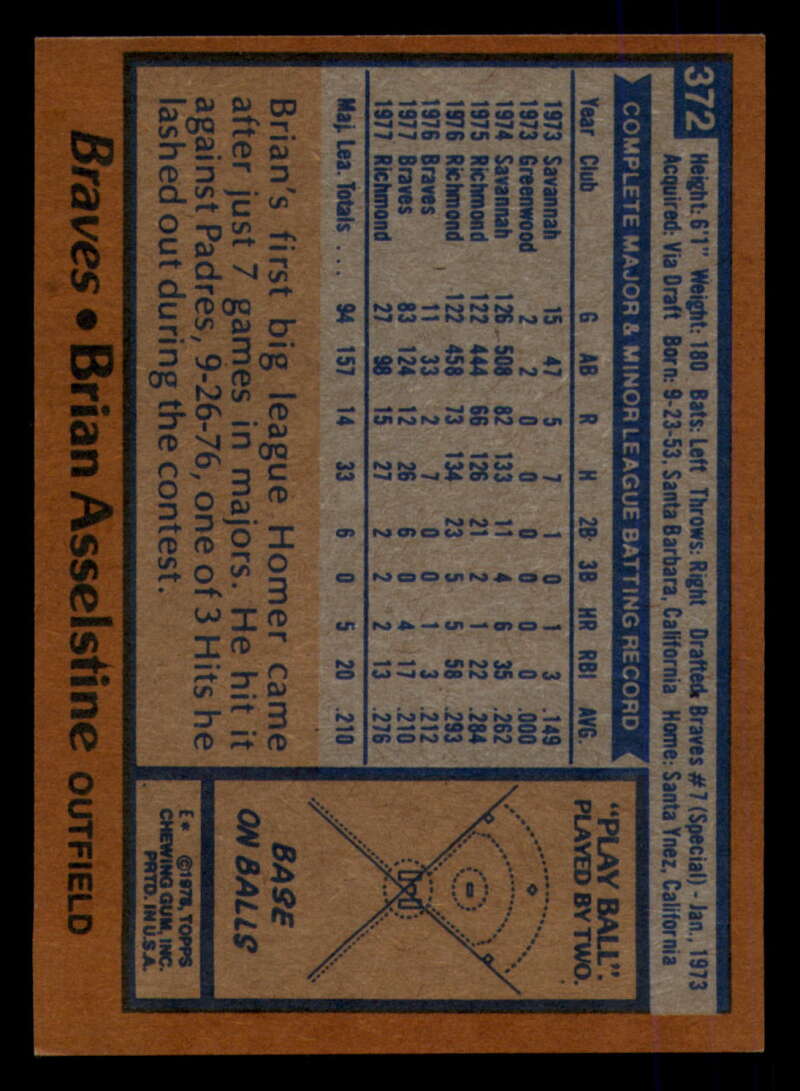 372
Height: 6'1" Weight: 180 Bats: Left Throws: Right Drafted: Braves #7 (Special) - Jan., 1973
Acquired: Via Draft Born: 9-23-53, Santa Barbara, California Home: Santa Ynez, California
COMPLETE MAJOR & MINOR LEAGUE BATTING RECORD
Year Club G AB R H 2B 3B HR RBI AVG.
1973 Savannah 15 47 5 7 1 0 1 3 .149
1973 Greenwood 2 2 0 0 0 0 0 0 .000
1974 Savannah 126 508 82 133 11 4 6 35 .262
1975 Richmond 122 444 66 126 21 2 1 22 .284
1976 Richmond 122 458 73 134 23 5 5 58 .293
1976 Braves 11 33 2 7 0 0 1 3 .212
1977 Braves 83 124 12 26 6 0 4 17 .210
1977 Richmond 27 98 15 27 2 2 2 13 .276
Maj. Lea. Totals .... 94 157 14 33 6 0 5 20 .210
Brian's first big league Homer came
after just 7 games in majors. He hit it
against Padres, 9-26-76, one of 3 Hits he
lashed out during the contest.
"PLAY BALL".
PLAYED BY TWO.
BASE
ON BALLS
E* ©1978, TOPPS
CHEWING GUM, INC.
PRTD. IN U.S.A.
Braves • Brian Asselstine OUTFIELD